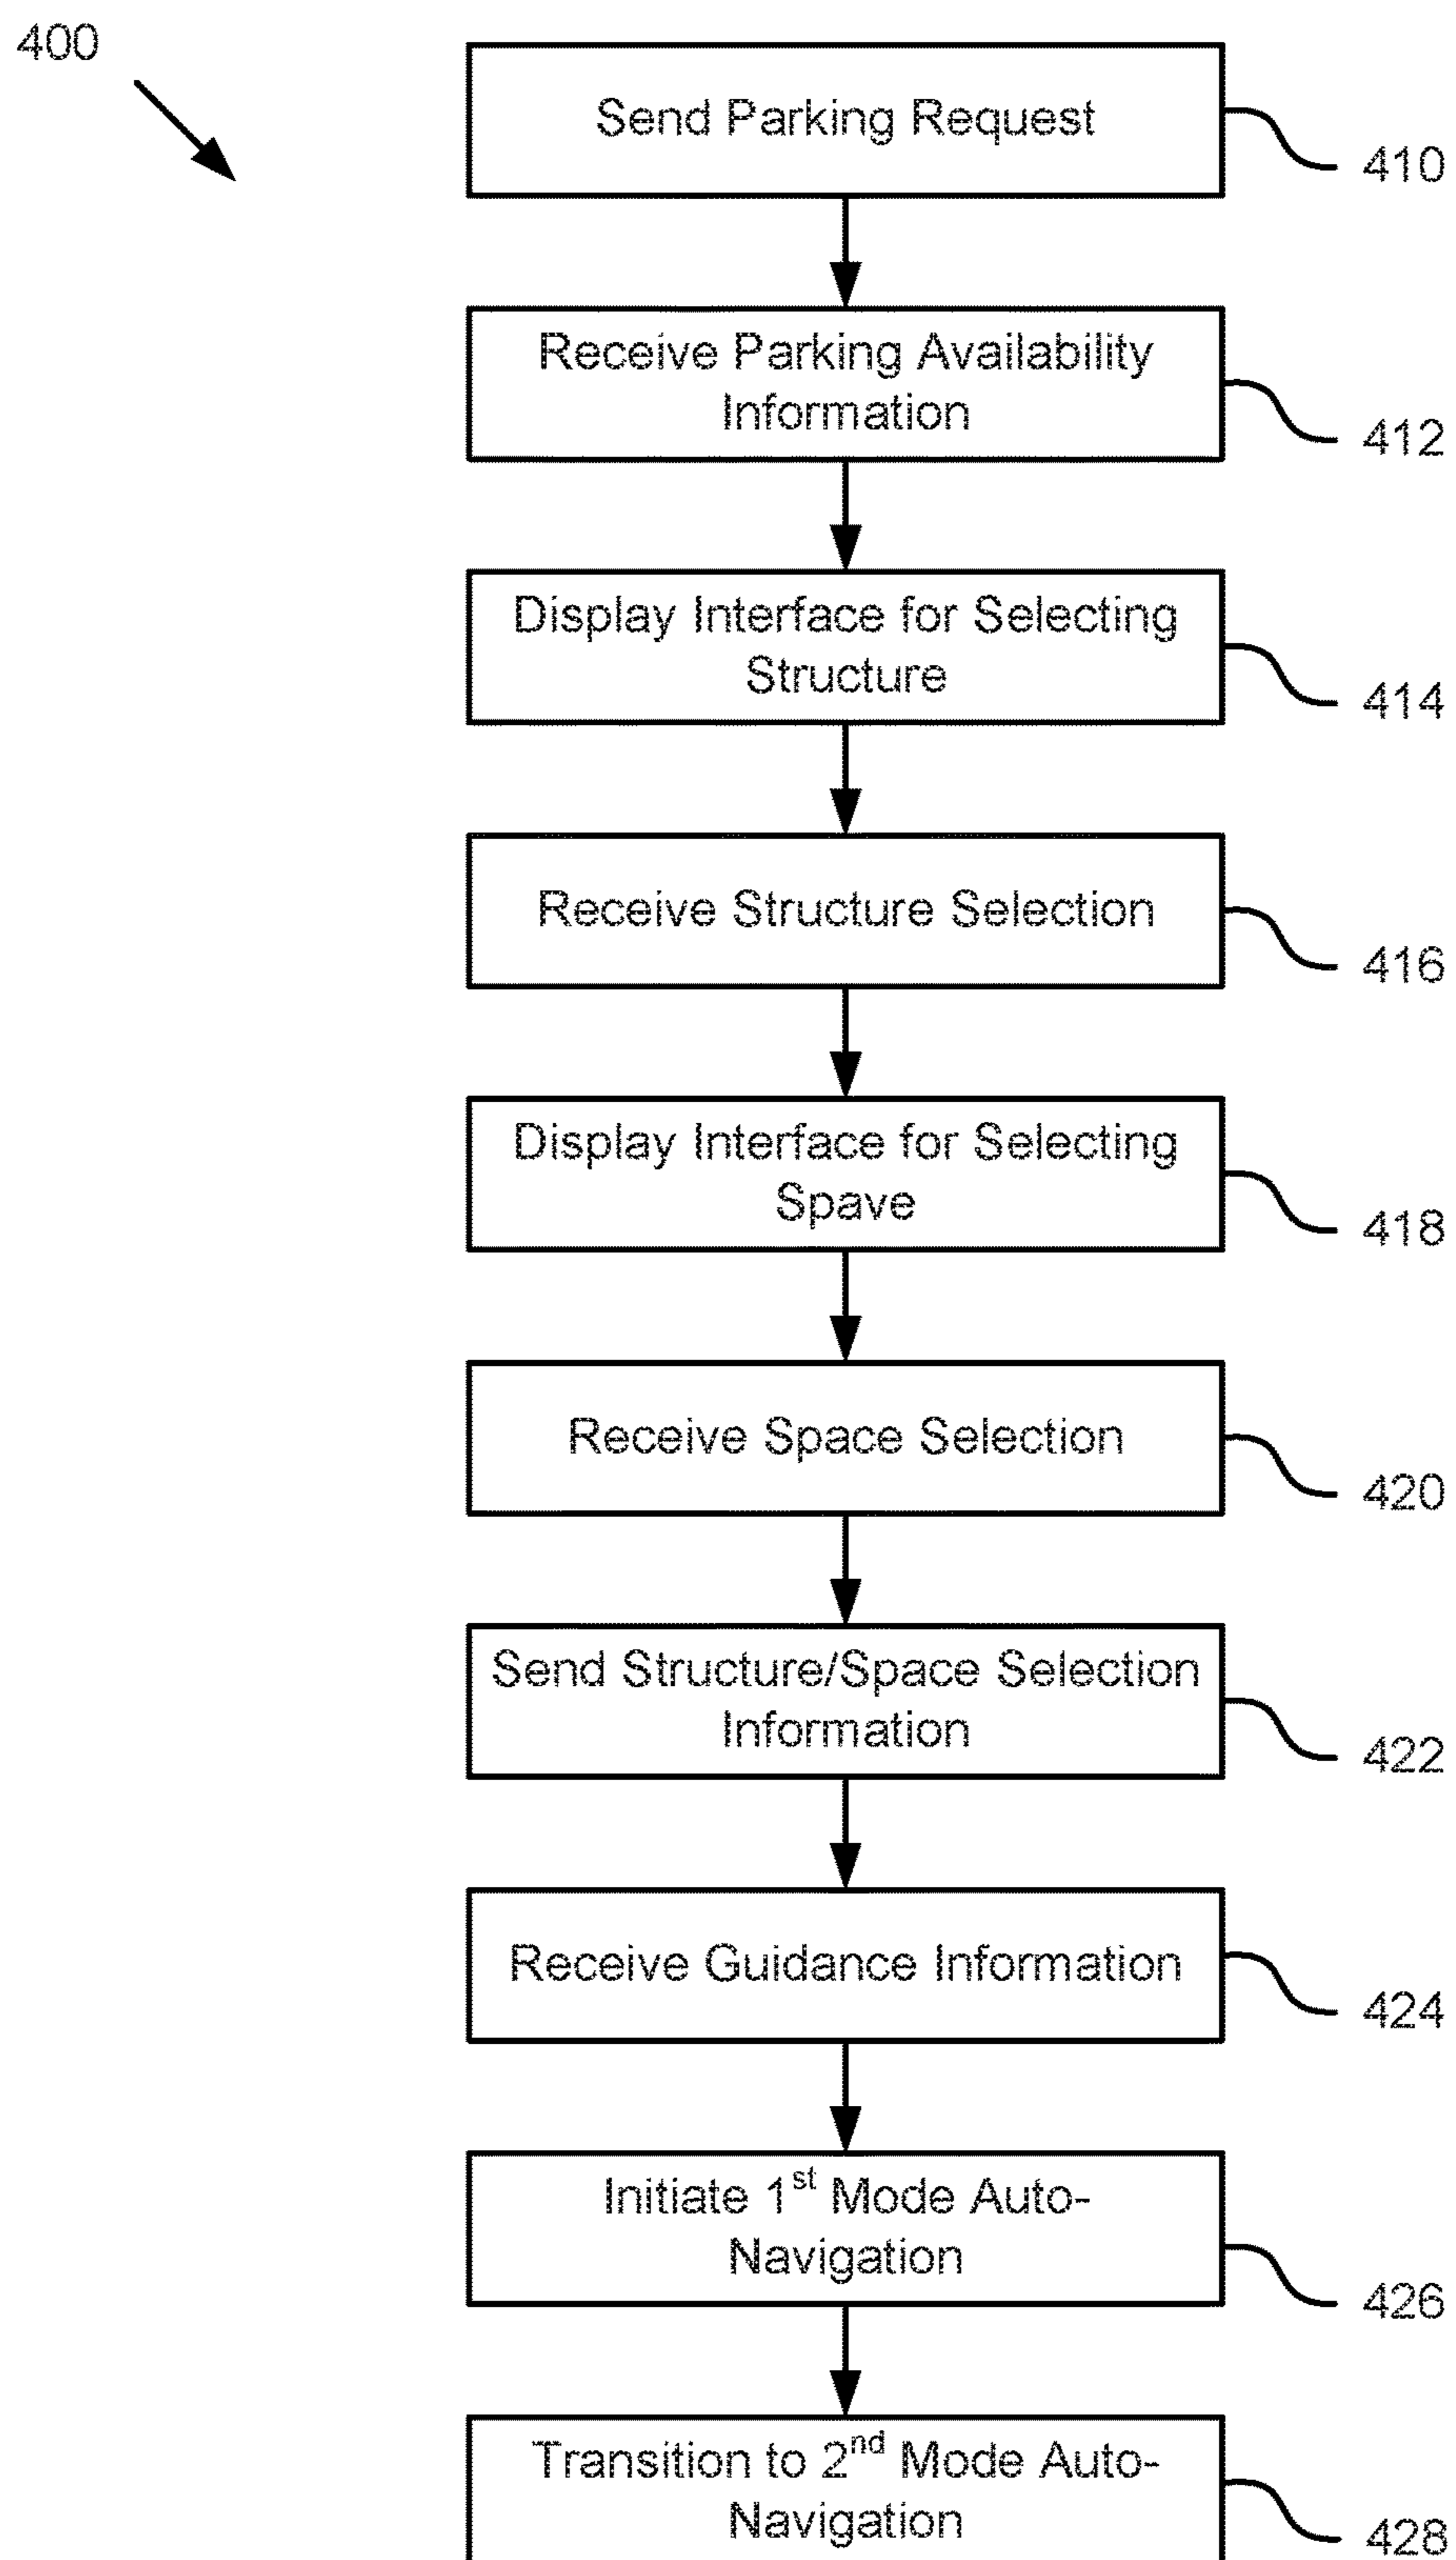 400
Send Parking Request
410
Receive Parking Availability
Information
412
Display Interface for Selecting
Structure
414
Receive Structure Selection
416
Display Interface for Selecting
Spave
418
Receive Space Selection
420
Send Structure/Space Selection
Information
422
Receive Guidance Information
424
Initiate 1st Mode Auto-
Navigation
426
Transition to 2nd Mode Auto-
Navigation
428